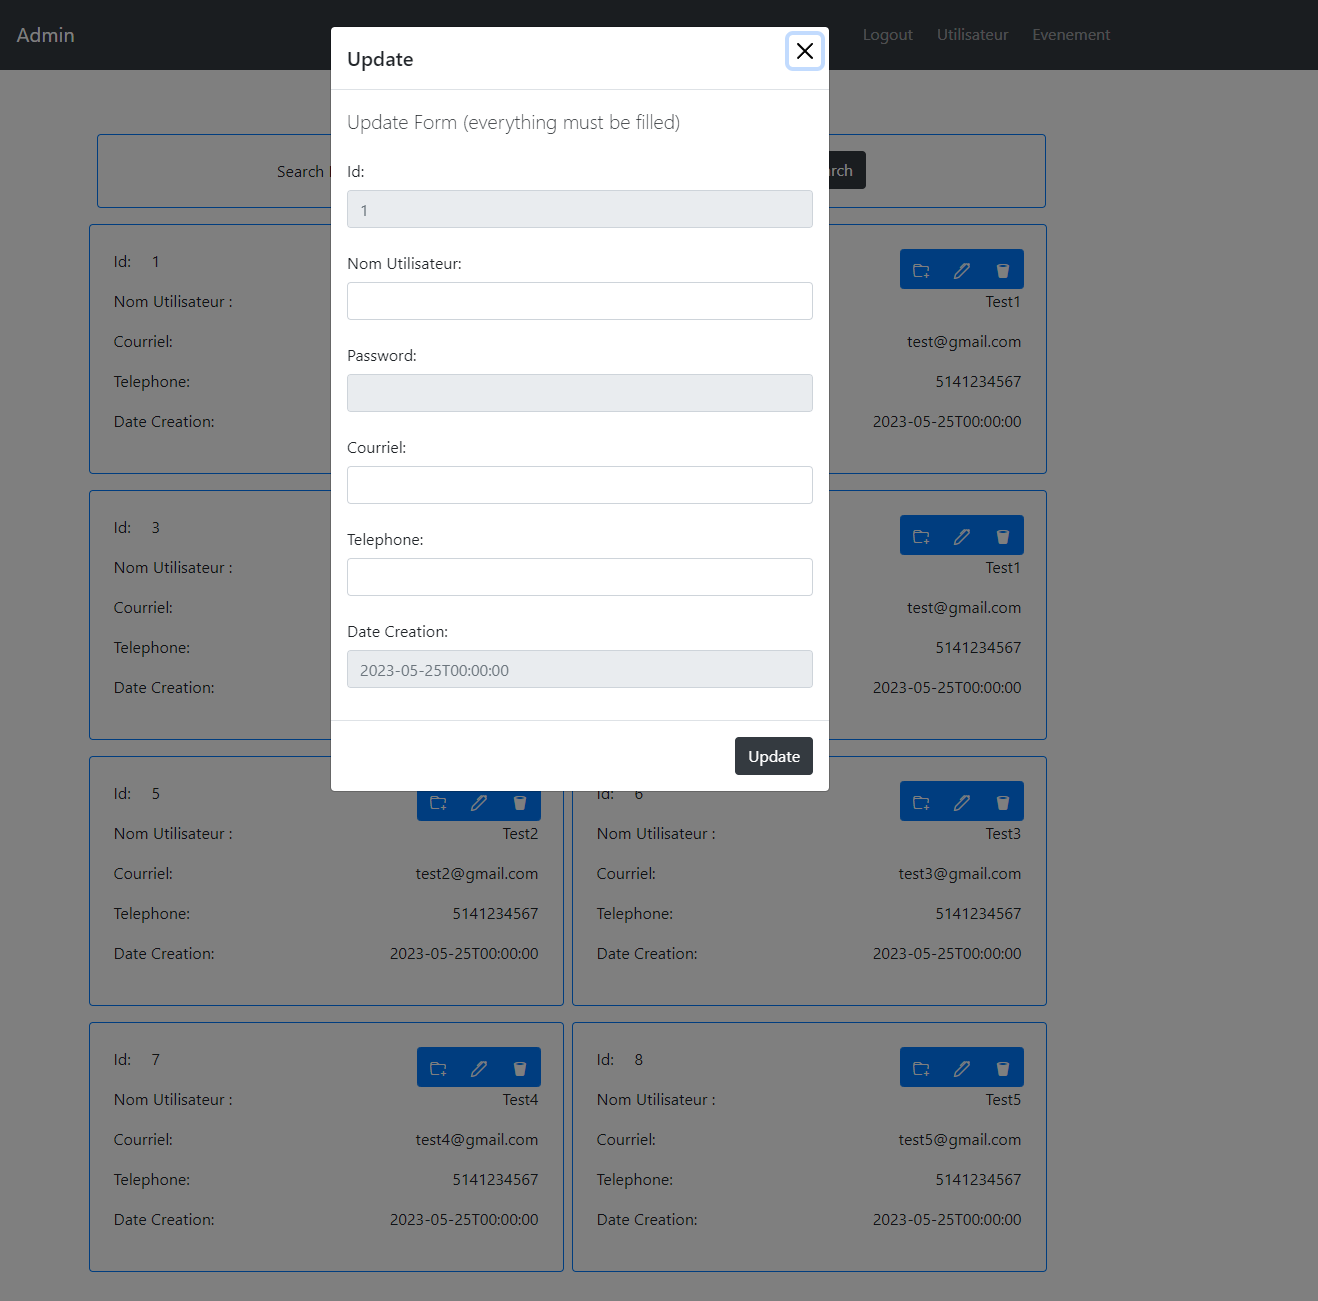 Admin
Logout Utilisateur Evenement
Update
Update Form (everything must be filled)
Id:
1
Nom Utilisateur:
Password:
Courriel:
Telephone:
Date Creation:
2023-05-25T00:00:00
Update
Search
Id: 1
Nom Utilisateur : Test1
Courriel: test@gmail.com
Telephone: 5141234567
Date Creation: 2023-05-25T00:00:00
Id: 3
Nom Utilisateur : Test1
Courriel: test@gmail.com
Telephone: 5141234567
Date Creation: 2023-05-25T00:00:00
Id: 5
Nom Utilisateur : Test2
Courriel: test2@gmail.com
Telephone: 5141234567
Date Creation: 2023-05-25T00:00:00
Id: 6
Nom Utilisateur : Test3
Courriel: test3@gmail.com
Telephone: 5141234567
Date Creation: 2023-05-25T00:00:00
Id: 7
Nom Utilisateur : Test4
Courriel: test4@gmail.com
Telephone: 5141234567
Date Creation: 2023-05-25T00:00:00
Id: 8
Nom Utilisateur : Test5
Courriel: test5@gmail.com
Telephone: 5141234567
Date Creation: 2023-05-25T00:00:00